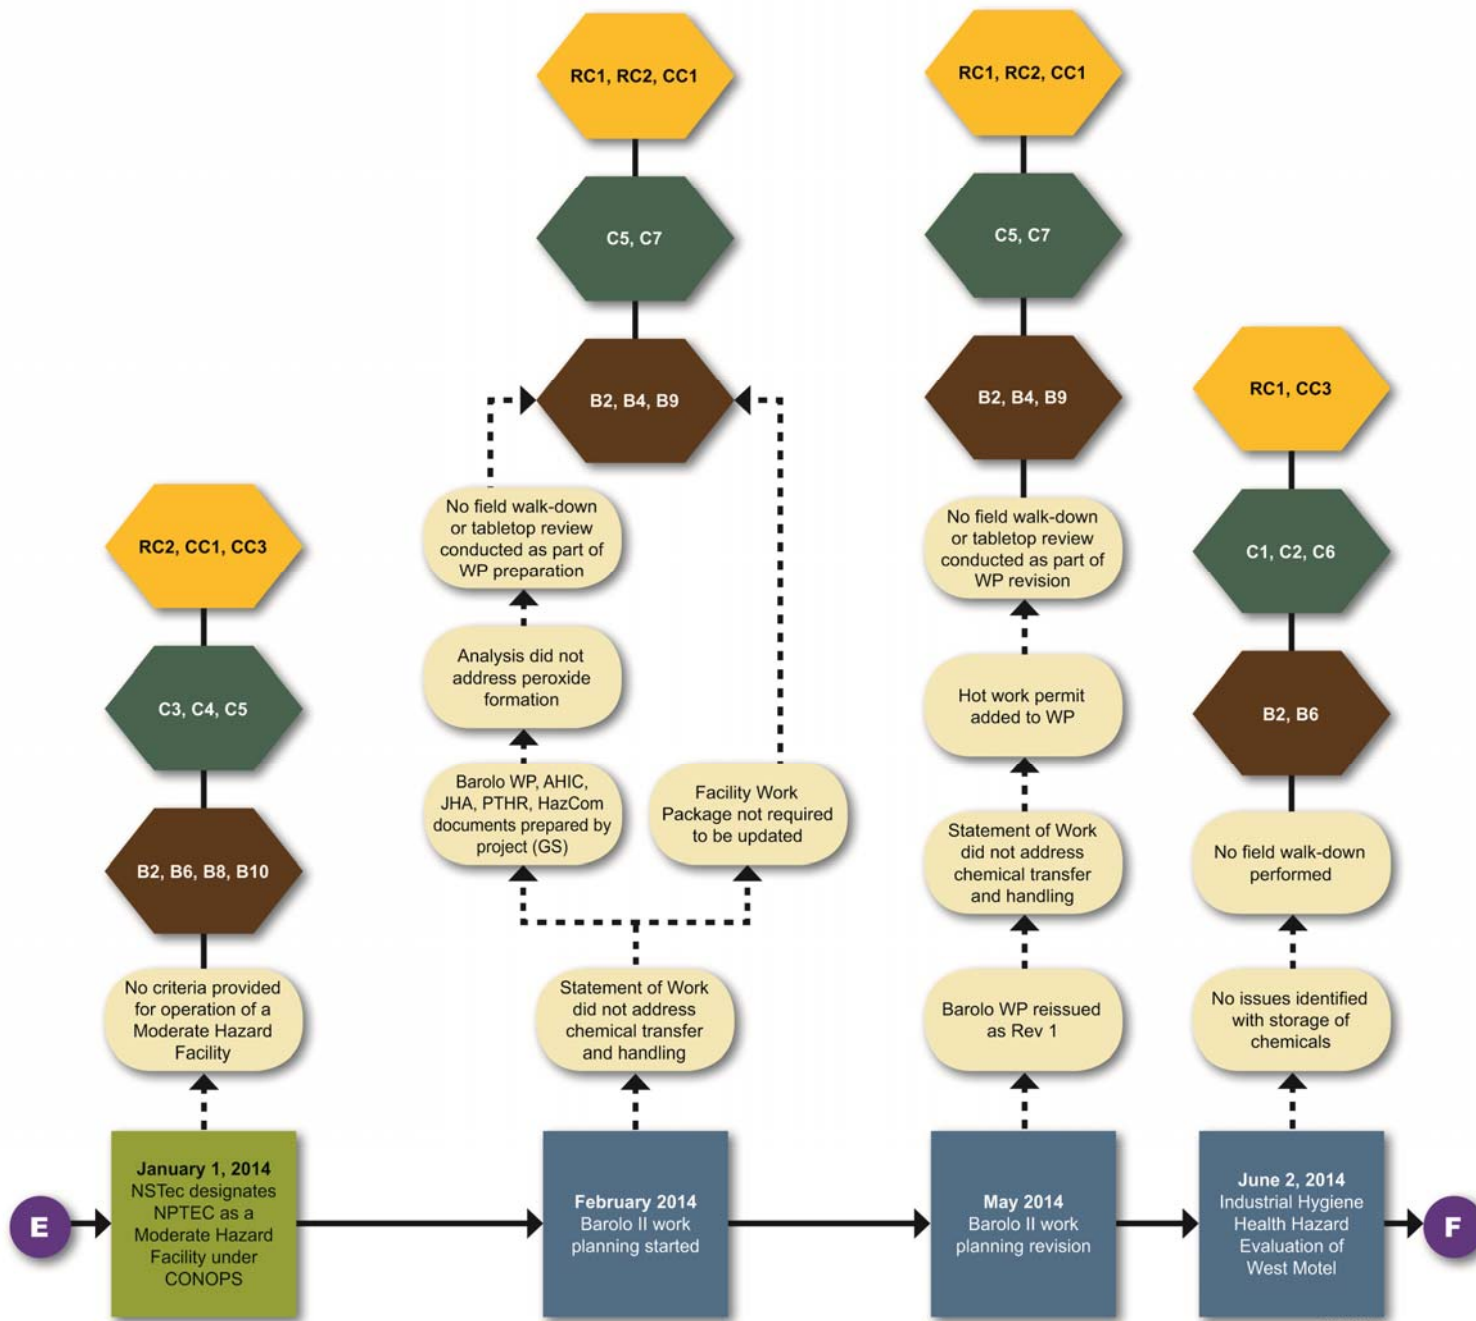 RC1, RC2, CC1
C5, C7
B2, B4, B9
No field walk-down
or tabletop review
conducted as part of
WP preparation
Analysis did not
address peroxide
formation
Barolo WP, AHIC,
JHA, PTHR, HazCom
documents prepared by
project (GS)
Facility Work
Package not required
to be updated
Statement of Work
did not address
chemical transfer
and handling
RC1, RC2, CC1
C5, C7
B2, B4, B9
No field walk-down
or tabletop review
conducted as part of
WP revision
Hot work permit
added to WP
Statement of Work
did not address
chemical transfer
and handling
Barolo WP reissued
as Rev 1
RC1, CC3
C1, C2, C6
B2, B6
No field walk-down
performed
No issues identified
with storage of
chemicals
RC2, CC1, CC3
C3, C4, C5
B2, B6, B8, B10
No criteria provided
for operation of a
Moderate Hazard
Facility
E
January 1, 2014
NSTec designates
NPTEC as a
Moderate Hazard
Facility under
CONOPS
February 2014
Barolo II work
planning started
May 2014
Barolo II work
planning revision
June 2, 2014
Industrial Hygiene
Health Hazard
Evaluation of
West Motel
F